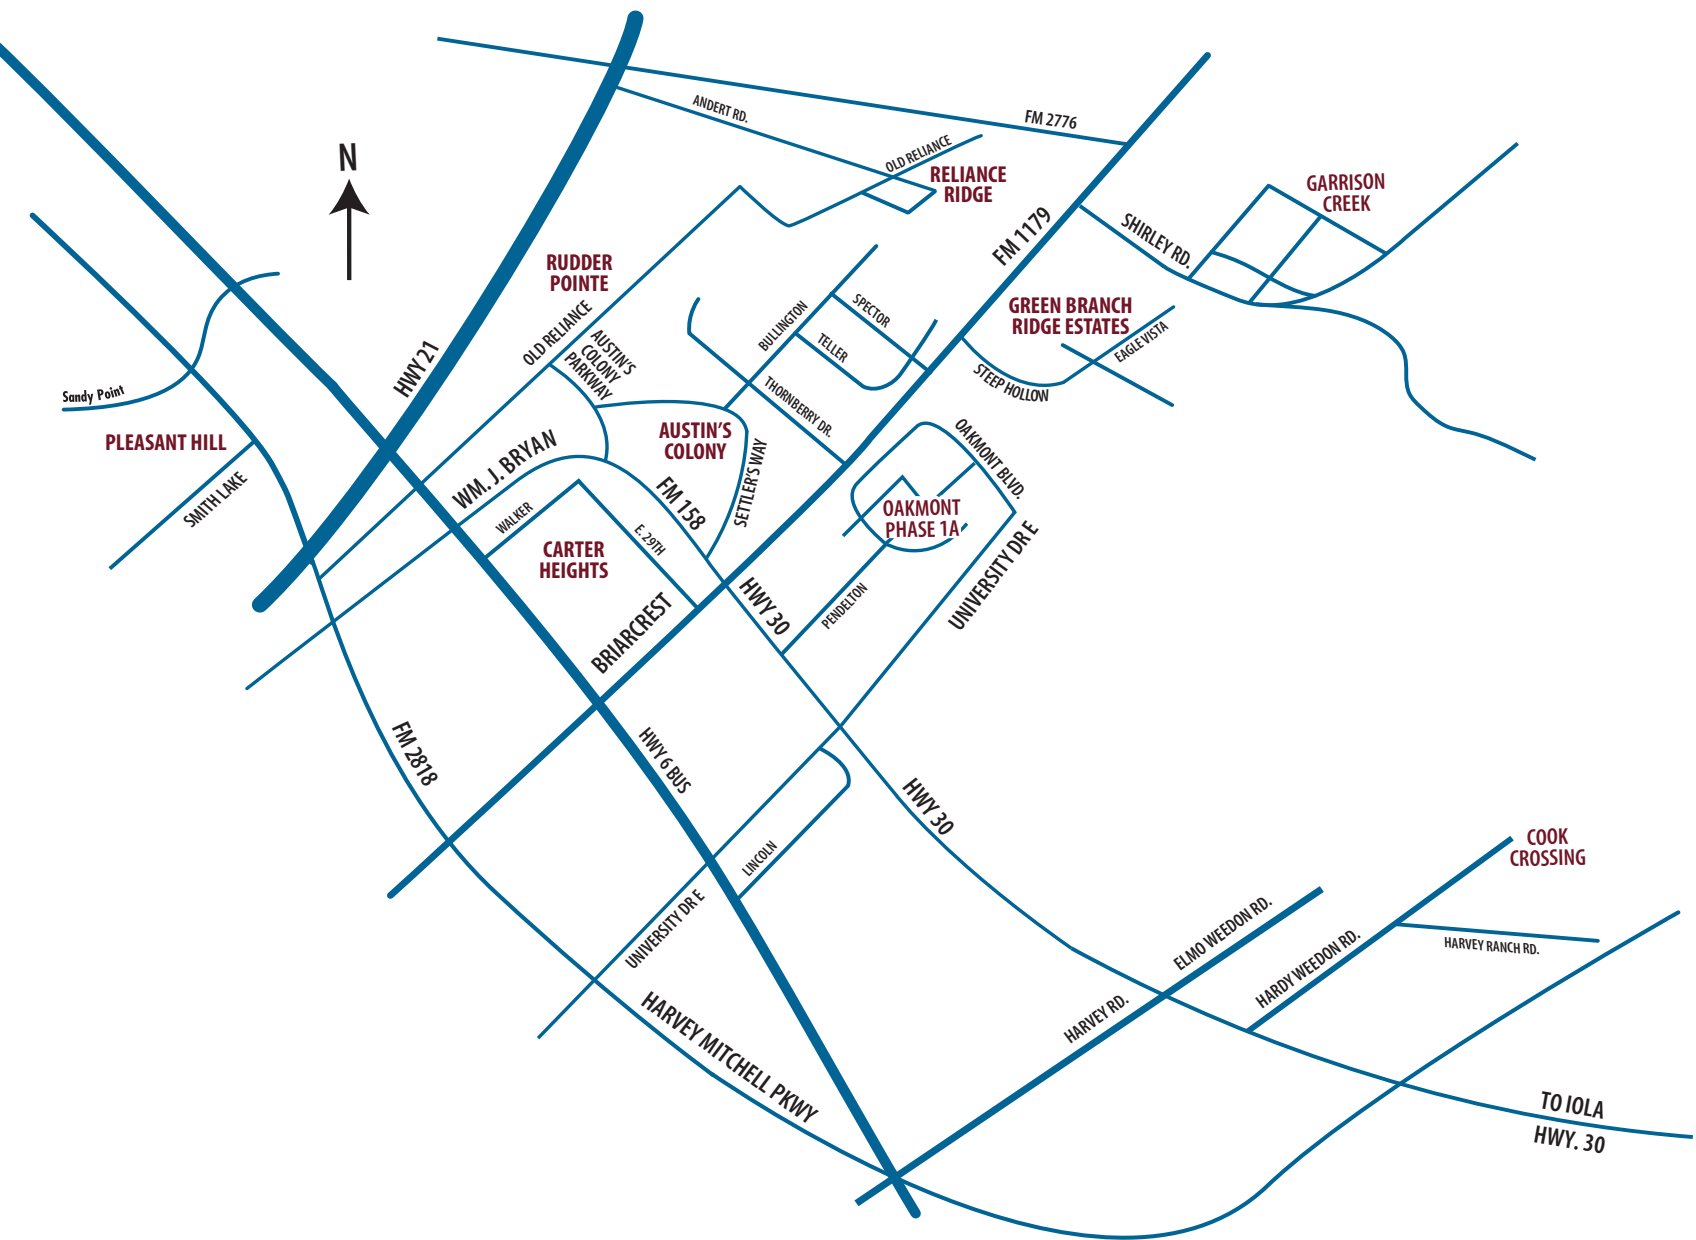 ANDERT RD.
FM 2776
OLD RELIANCE
RELIANCE
RIDGE
N
GARRISON
CREEK
SHIRLEY RD.
FM 1179
RUDDER
POINTE
OLD RELIANCE
AUSTIN'S
COLONY
PARKWAY
BULLINGTON
SPECTOR
TELLER
THORNBERRY DR.
GREEN BRANCH
RIDGE ESTATES
EAGLE VISTA
STEEP HOLLOW
HWY 21
Sandy Point
PLEASANT HILL
SMITH LAKE
WM. J. BRYAN
AUSTIN'S
COLONY
SETTLER'S WAY
FM 158
WALKER
E. 29TH
CARTER
HEIGHTS
OAKMONT BLVD.
OAKMONT
PHASE 1A
UNIVERSITY DR E
HWY 30
PENDELTON
BRIARCREST
FM 2818
HWY 6 BUS
HWY 30
LINCOLN
UNIVERSITY DR E
COOK
CROSSING
ELMO WEEDON RD.
HARDY WEEDON RD.
HARVEY RANCH RD.
HARVEY RD.
HARVEY MITCHELL PKWY
TO IOLA
HWY. 30